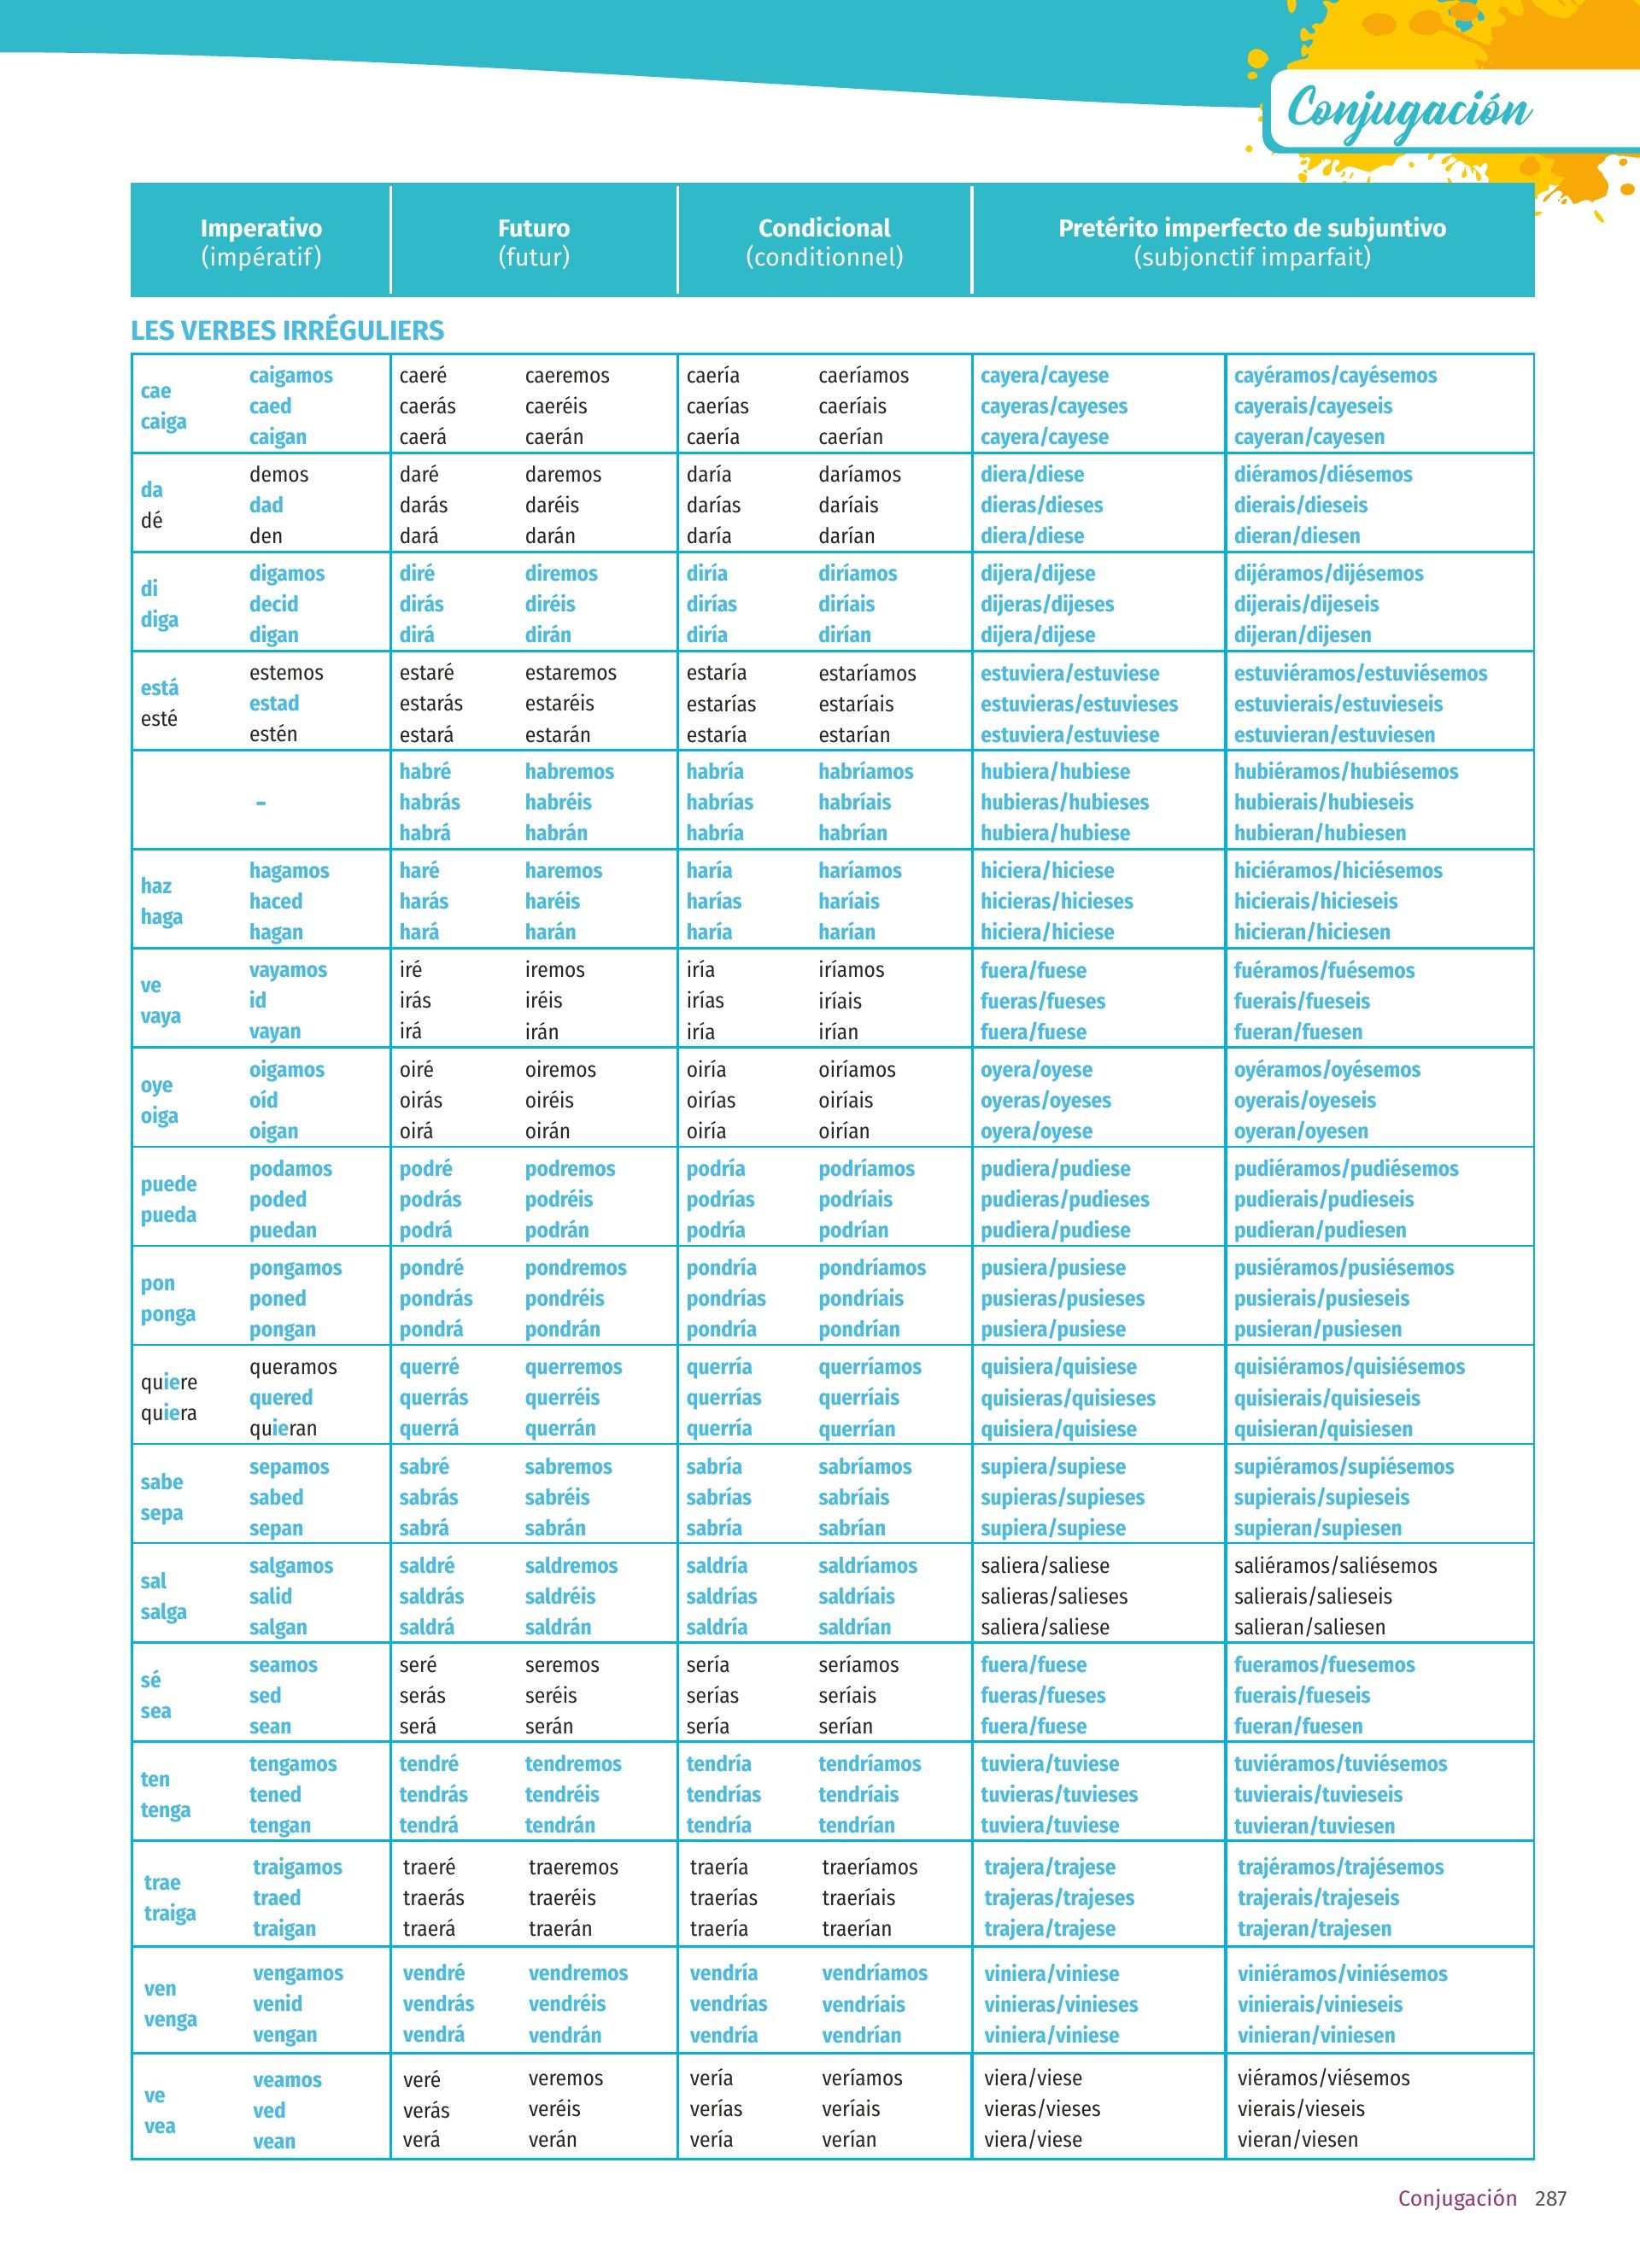 Conjugación
Imperativo Futuro Condicional Pretérito imperfecto de subjuntivo
(impératif) (futur) (conditionnel) (subjonctif imparfait)
LES VERBES IRRÉGULIERS
cae
caiga
caigamos caeré caeremos caería caeríamos cayera/cayese cayéramos/cayésemos
caed caerás caeréis caerías caeríais cayeras/cayeses cayerais/cayeseis
caigan caerá caerán caería caerían cayera/cayese cayeran/cayesen
da
dé
demos daré daremos daría daríamos diera/diese diéramos/diésemos
dad darás daréis darías daríais dieras/dieses dierais/dieseis
den dará darán daría darían diera/diese dieran/diesen
di
diga
digamos diré diremos diría diríamos dijera/dijese dijéramos/dijésemos
decid dirás diréis dirías diríais dijeras/dijeses dijerais/dijeseis
digan dirá dirán diría dirían dijera/dijese dijeran/dijesen
está
esté
estemos estaré estaremos estaría estaríamos estuviera/estuviese estuviéramos/estuviésemos
estad estarás estaréis estarías estaríais estuvieras/estuvieses estuvierais/estuvieseis
estén estará estarán estaría estarían estuviera/estuviese estuvieran/estuviesen
habré habremos habría habríamos hubiera/hubiese hubiéramos/hubiésemos
– habrás habréis habrías habríais hubieras/hubieses hubierais/hubieseis
habrá habrán habría habrían hubiera/hubiese hubieran/hubiesen
haz
haga
hagamos haré haremos haría haríamos hiciera/hiciese hiciéramos/hiciésemos
haced harás haréis harías haríais hicieras/hicieses hicierais/hicieseis
hagan hará harán haría harían hiciera/hiciese hicieran/hiciesen
ve
vaya
vayamos iré iremos iría iríamos fuera/fuese fuéramos/fuésemos
id irás iréis irías iríais fueras/fueses fuerais/fueseis
vayan irá irán iría irían fuera/fuese fueran/fuesen
oye
oiga
oigamos oiré oiremos oiría oiríamos oyera/oyese oyéramos/oyésemos
oíd oirás oiréis oirías oiríais oyeras/oyeses oyerais/oyeseis
oigan oirá oirán oiría oirían oyera/oyese oyeran/oyesen
puede
pueda
podamos podré podremos podría podríamos pudiera/pudiese pudiéramos/pudiésemos
poded podrás podréis podrías podríais pudieras/pudieses pudierais/pudieseis
puedan podrá podrán podría podrían pudiera/pudiese pudieran/pudiesen
pon
ponga
pongamos pondré pondremos pondría pondríamos pusiera/pusiese pusiéramos/pusiésemos
poned pondrás pondréis pondrías pondríais pusieras/pusieses pusierais/pusieseis
pongan pondrá pondrán pondría pondrían pusiera/pusiese pusieran/pusiesen
quiere
quiera
queramos querré querremos querría querríamos quisiera/quisiese quisiéramos/quisiésemos
quered querrás querréis querrías querríais quisieras/quisieses quisierais/quisieseis
quieran querrá querrán querría querrían quisiera/quisiese quisieran/quisiesen
sabe
sepa
sepamos sabré sabremos sabría sabríamos supiera/supiese supiéramos/supiésemos
sabed sabrás sabréis sabrías sabríais supieras/supieses supierais/supieseis
sepan sabrá sabrán sabría sabrían supiera/supiese supieran/supiesen
sal
salga
salgamos saldré saldremos saldría saldríamos saliera/saliese saliéramos/saliésemos
salid saldrás saldréis saldrías saldríais salieras/salieses salierais/salieseis
salgan saldrá saldrán saldría saldrían saliera/saliese salieran/saliesen
sé
sea
seamos seré seremos sería seríamos fuera/fuese fueramos/fuesemos
sed serás seréis serías seríais fueras/fueses fuerais/fueseis
sean será serán sería serían fuera/fuese fueran/fuesen
ten
tenga
tengamos tendré tendremos tendría tendríamos tuviera/tuviese tuviéramos/tuviésemos
tened tendrás tendréis tendrías tendríais tuvieras/tuvieses tuvierais/tuvieseis
tengan tendrá tendrán tendría tendrían tuviera/tuviese tuvieran/tuviesen
trae
traiga
traigamos traeré traeremos traería traeríamos trajera/trajese trajéramos/trajésemos
traed traerás traeréis traerías traeríais trajeras/trajeses trajerais/trajeseis
traigan traerá traerán traería traerían trajera/trajese trajeran/trajesen
ven
venga
vengamos vendré vendremos vendría vendríamos viniera/viniese viniéramos/viniésemos
venid vendrás vendréis vendrías vendríais vinieras/vinieses vinierais/vinieseis
vengan vendrá vendrán vendría vendrían viniera/viniese vinieran/viniesen
ve
vea
veamos veré veremos vería veríamos viera/viese viéramos/viésemos
ved verás veréis verías veríais vieras/vieses vierais/vieseis
vean verá verán vería verían viera/viese vieran/viesen
Conjugación 287